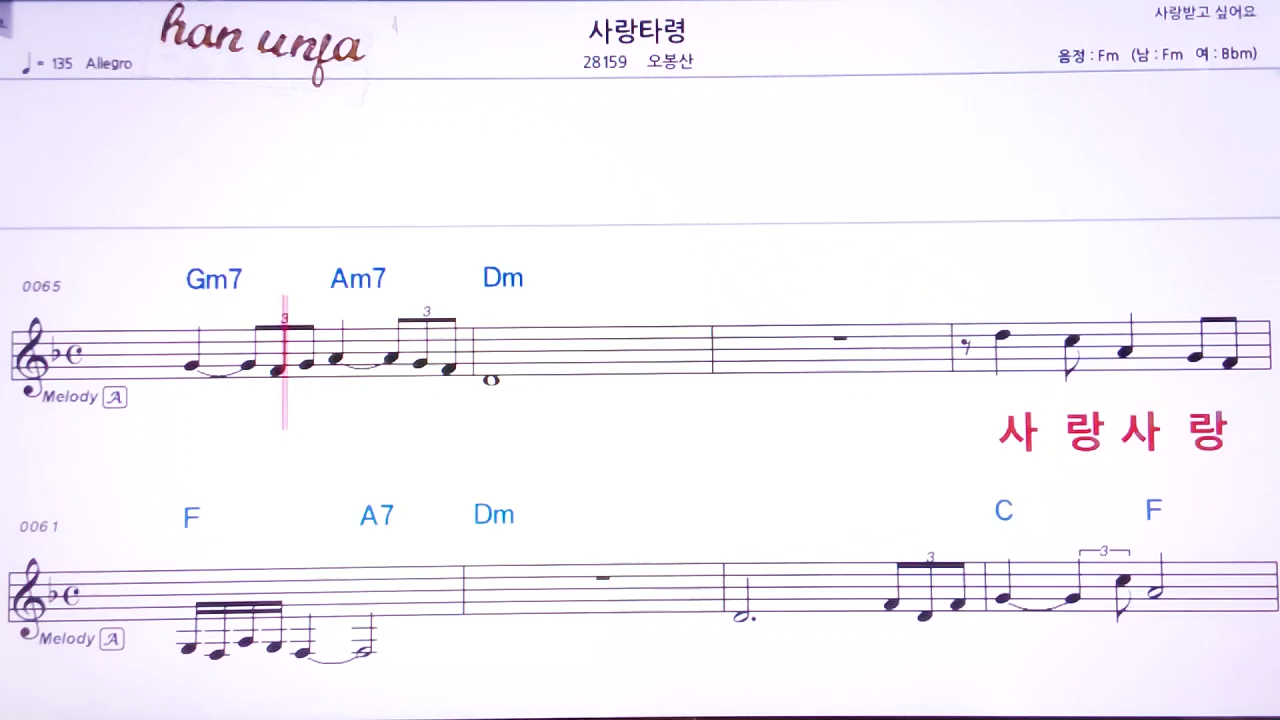 han unfa
사랑타령
사랑받고 싶어요
♩= 135 Allegro
28159 오봉산
음정 : Fm (남 : Fm 여 : Bbm)
0065
Gm7 Am7 Dm
3 3
Melody A
사 랑 사 랑
0061
F A7 Dm C F
3 3
Melody A